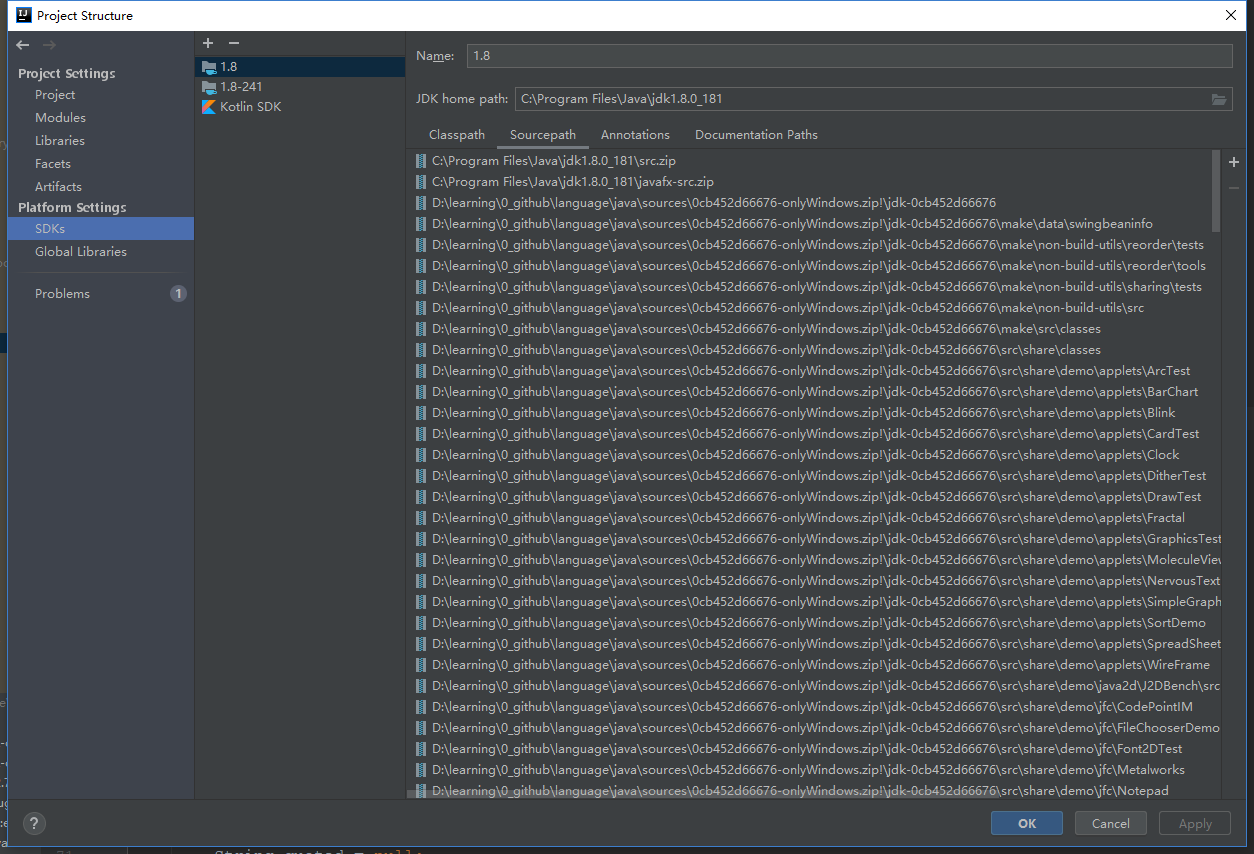 Project Structure
Project Settings
Project
Modules
Libraries
Facets
Artifacts
Platform Settings
SDKs
Global Libraries
Problems 1
1.8
1.8-241
Kotlin SDK
Name: 1.8
JDK home path: C:\Program Files\Java\jdk1.8.0_181
Classpath Sourcepath Annotations Documentation Paths
C:\Program Files\Java\jdk1.8.0_181\src.zip
C:\Program Files\Java\jdk1.8.0_181\javafx-src.zip
D:\learning\0_github\language\java\sources\0cb452d66676-onlyWindows.zip!\jdk-0cb452d66676
D:\learning\0_github\language\java\sources\0cb452d66676-onlyWindows.zip!\jdk-0cb452d66676\make\data\swingbeaninfo
D:\learning\0_github\language\java\sources\0cb452d66676-onlyWindows.zip!\jdk-0cb452d66676\make\non-build-utils\reorder\tests
D:\learning\0_github\language\java\sources\0cb452d66676-onlyWindows.zip!\jdk-0cb452d66676\make\non-build-utils\reorder\tools
D:\learning\0_github\language\java\sources\0cb452d66676-onlyWindows.zip!\jdk-0cb452d66676\make\non-build-utils\sharing\tests
D:\learning\0_github\language\java\sources\0cb452d66676-onlyWindows.zip!\jdk-0cb452d66676\make\non-build-utils\src
D:\learning\0_github\language\java\sources\0cb452d66676-onlyWindows.zip!\jdk-0cb452d66676\make\src\classes
D:\learning\0_github\language\java\sources\0cb452d66676-onlyWindows.zip!\jdk-0cb452d66676\src\share\classes
D:\learning\0_github\language\java\sources\0cb452d66676-onlyWindows.zip!\jdk-0cb452d66676\src\share\demo\applets\ArcTest
D:\learning\0_github\language\java\sources\0cb452d66676-onlyWindows.zip!\jdk-0cb452d66676\src\share\demo\applets\BarChart
D:\learning\0_github\language\java\sources\0cb452d66676-onlyWindows.zip!\jdk-0cb452d66676\src\share\demo\applets\Blink
D:\learning\0_github\language\java\sources\0cb452d66676-onlyWindows.zip!\jdk-0cb452d66676\src\share\demo\applets\CardTest
D:\learning\0_github\language\java\sources\0cb452d66676-onlyWindows.zip!\jdk-0cb452d66676\src\share\demo\applets\Clock
D:\learning\0_github\language\java\sources\0cb452d66676-onlyWindows.zip!\jdk-0cb452d66676\src\share\demo\applets\DitherTest
D:\learning\0_github\language\java\sources\0cb452d66676-onlyWindows.zip!\jdk-0cb452d66676\src\share\demo\applets\DrawTest
D:\learning\0_github\language\java\sources\0cb452d66676-onlyWindows.zip!\jdk-0cb452d66676\src\share\demo\applets\Fractal
D:\learning\0_github\language\java\sources\0cb452d66676-onlyWindows.zip!\jdk-0cb452d66676\src\share\demo\applets\GraphicsTest
D:\learning\0_github\language\java\sources\0cb452d66676-onlyWindows.zip!\jdk-0cb452d66676\src\share\demo\applets\MoleculeView
D:\learning\0_github\language\java\sources\0cb452d66676-onlyWindows.zip!\jdk-0cb452d66676\src\share\demo\applets\NervousText
D:\learning\0_github\language\java\sources\0cb452d66676-onlyWindows.zip!\jdk-0cb452d66676\src\share\demo\applets\SimpleGraph
D:\learning\0_github\language\java\sources\0cb452d66676-onlyWindows.zip!\jdk-0cb452d66676\src\share\demo\applets\SortDemo
D:\learning\0_github\language\java\sources\0cb452d66676-onlyWindows.zip!\jdk-0cb452d66676\src\share\demo\applets\SpreadSheet
D:\learning\0_github\language\java\sources\0cb452d66676-onlyWindows.zip!\jdk-0cb452d66676\src\share\demo\applets\WireFrame
D:\learning\0_github\language\java\sources\0cb452d66676-onlyWindows.zip!\jdk-0cb452d66676\src\share\demo\java2d\J2DBench\src
D:\learning\0_github\language\java\sources\0cb452d66676-onlyWindows.zip!\jdk-0cb452d66676\src\share\demo\jfc\CodePointIM
D:\learning\0_github\language\java\sources\0cb452d66676-onlyWindows.zip!\jdk-0cb452d66676\src\share\demo\jfc\FileChooserDemo
D:\learning\0_github\language\java\sources\0cb452d66676-onlyWindows.zip!\jdk-0cb452d66676\src\share\demo\jfc\Font2DTest
D:\learning\0_github\language\java\sources\0cb452d66676-onlyWindows.zip!\jdk-0cb452d66676\src\share\demo\jfc\Metalworks
D:\learning\0_github\language\java\sources\0cb452d66676-onlyWindows.zip!\jdk-0cb452d66676\src\share\demo\jfc\Notepad
?
OK Cancel Apply